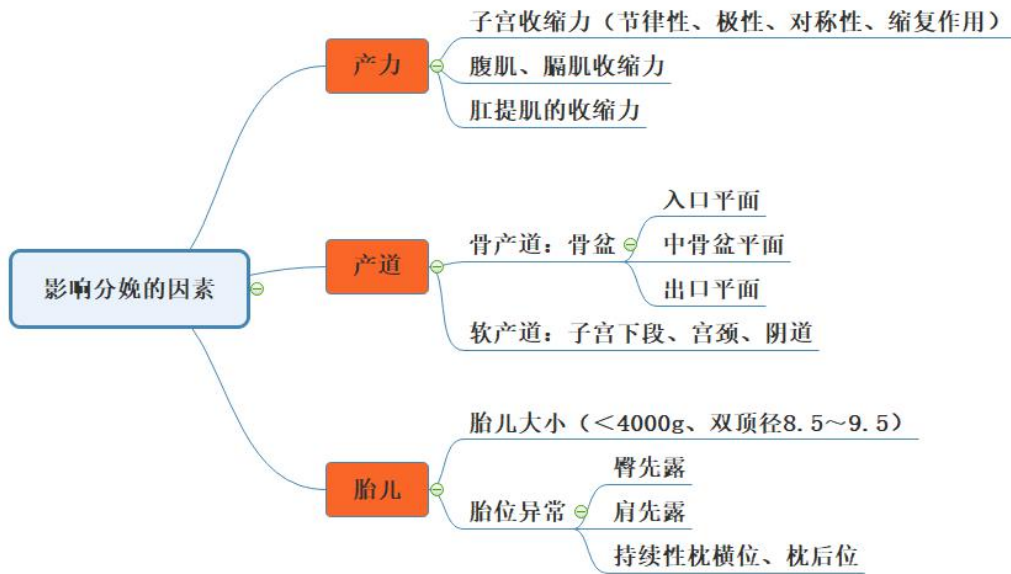 影响分娩的因素
产力
子宫收缩力（节律性、极性、对称性、缩复作用）
腹肌、膈肌收缩力
肛提肌的收缩力
产道
骨产道：骨盆
入口平面
中骨盆平面
出口平面
软产道：子宫下段、宫颈、阴道
胎儿
胎儿大小（＜4000g、双顶径8.5～9.5）
胎位异常
臀先露
肩先露
持续性枕横位、枕后位